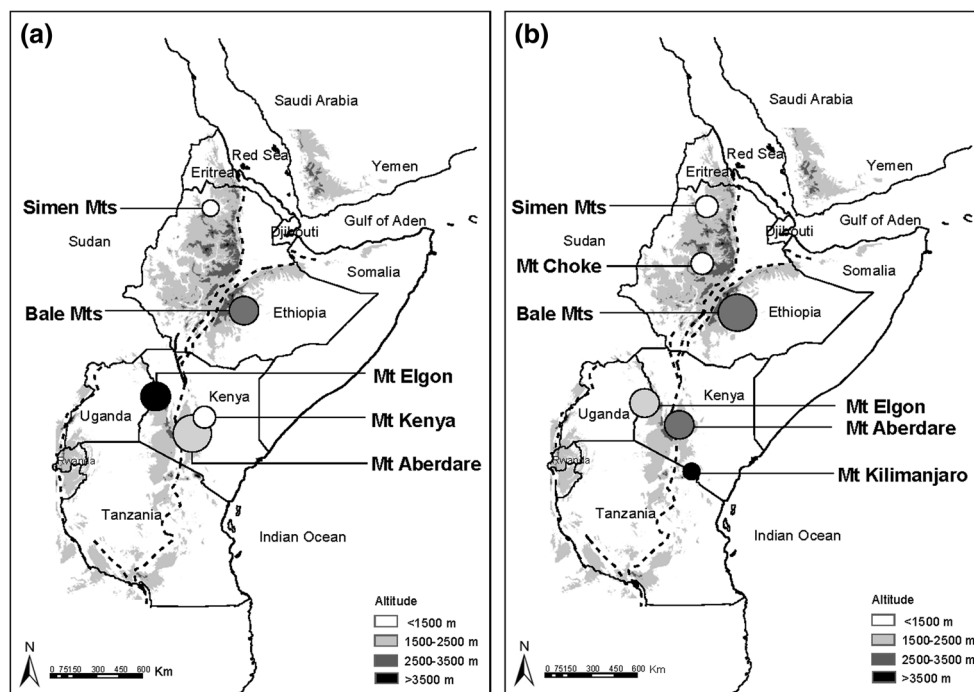 (a)
Saudi Arabia
Red Sea
Yemen
Eritrea
Simen Mts
Gulf of Aden
Sudan
Djibouti
Somalia
Bale Mts
Ethiopia
Mt Elgon
Kenya
Uganda
Mt Kenya
Rwanda
Mt Aberdare
Tanzania
Indian Ocean
Altitude
<1500 m
1500-2500 m
2500-3500 m
>3500 m
N
0 75150 300 450 600 Km
(b)
Saudi Arabia
Red Sea
Yemen
Eritrea
Simen Mts
Gulf of Aden
Sudan
Djibouti
Mt Choke
Somalia
Bale Mts
Ethiopia
Kenya
Mt Elgon
Uganda
Mt Aberdare
Rwanda
Mt Kilimanjaro
Tanzania
Indian Ocean
Altitude
<1500 m
1500-2500 m
2500-3500 m
>3500 m
N
0 75150 300 450 600 Km